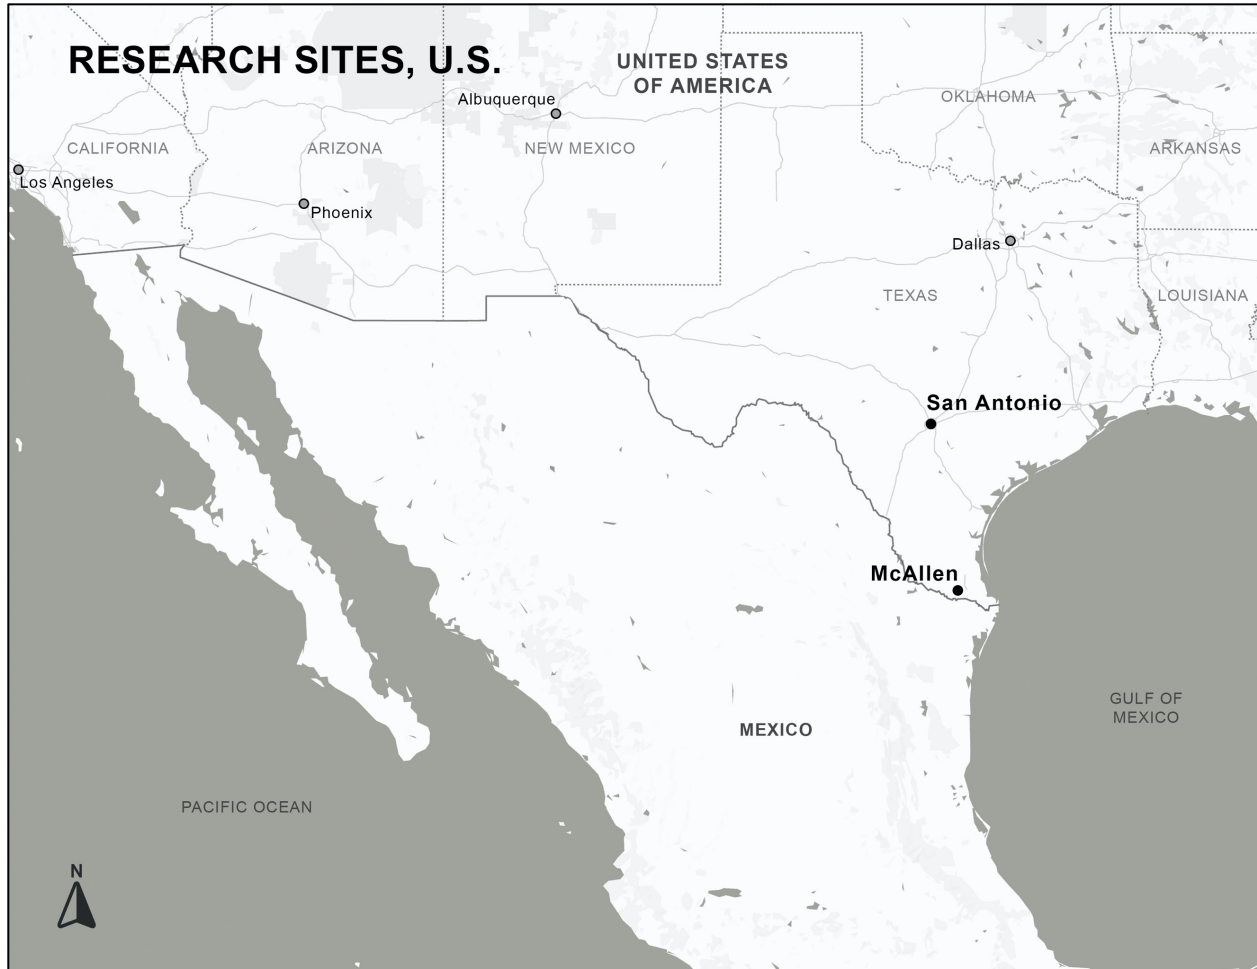 RESEARCH SITES, U.S.
UNITED STATES
OF AMERICA
Albuquerque
OKLAHOMA
CALIFORNIA
ARIZONA
NEW MEXICO
ARKANSAS
Los Angeles
Phoenix
Dallas
TEXAS
LOUISIANA
San Antonio
McAllen
GULF OF
MEXICO
MEXICO
PACIFIC OCEAN
N